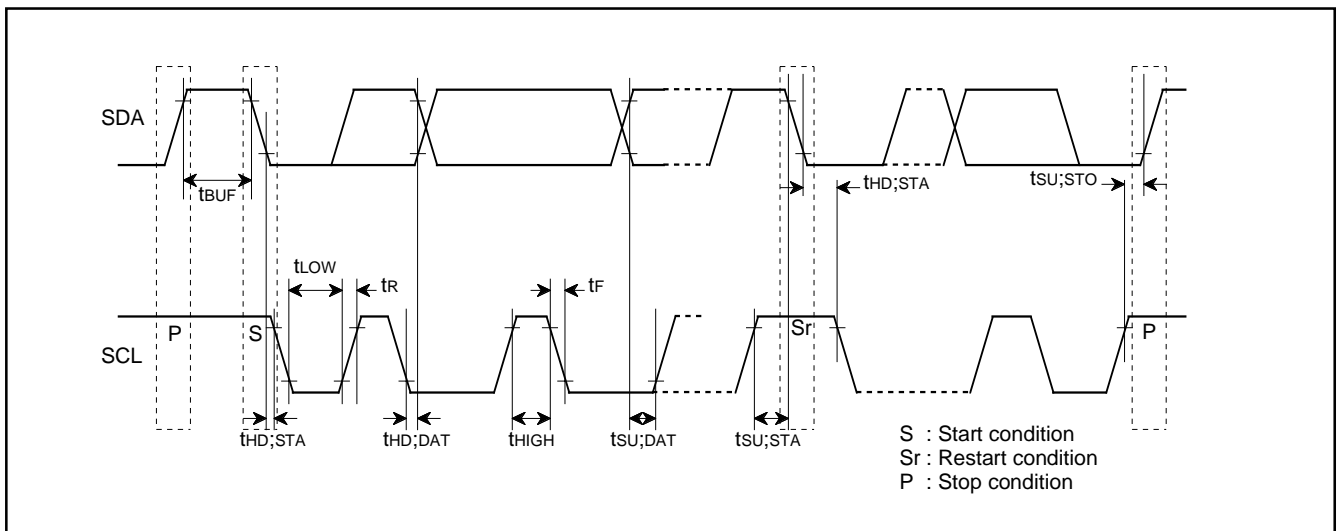 SDA
tBUF
tHD;STA
tSU;STO
tLOW
tR
tF
P
S
Sr
P
SCL
tHD;STA
tHD;DAT
tHIGH
tSU;DAT
tSU;STA
S : Start condition
Sr : Restart condition
P : Stop condition